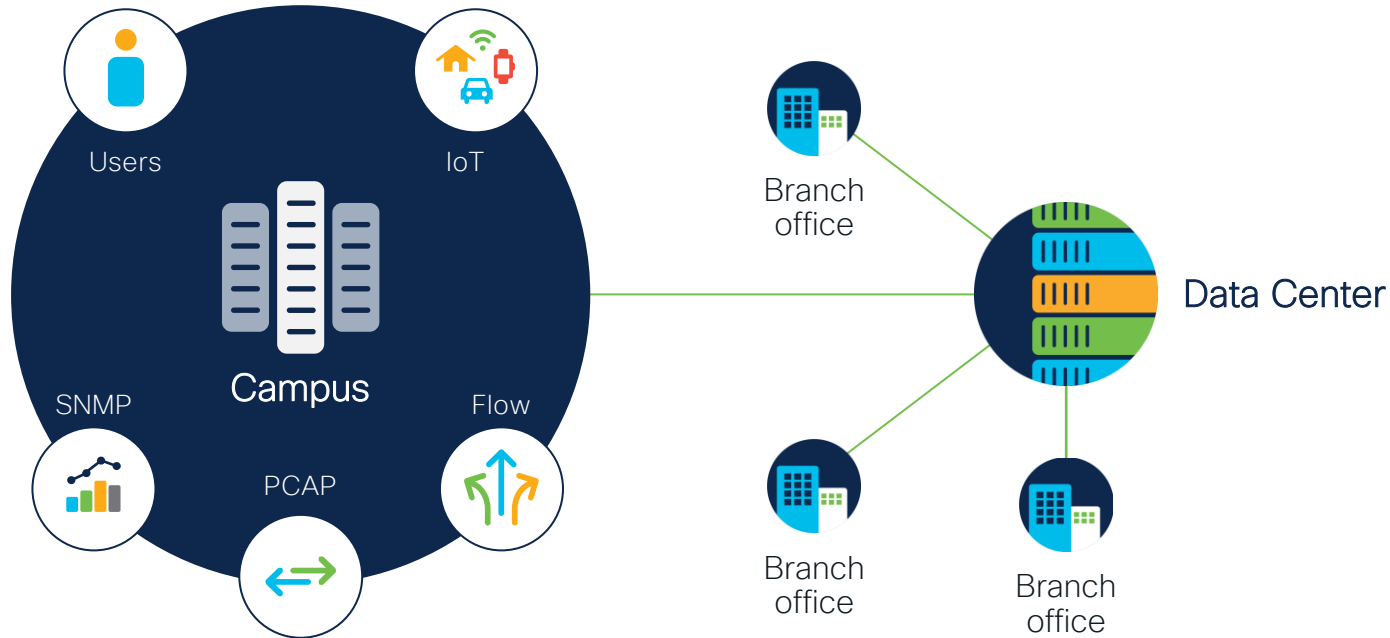 Users
IoT
Campus
SNMP
Flow
PCAP
Branch
office
Data Center
Branch
office
Branch
office